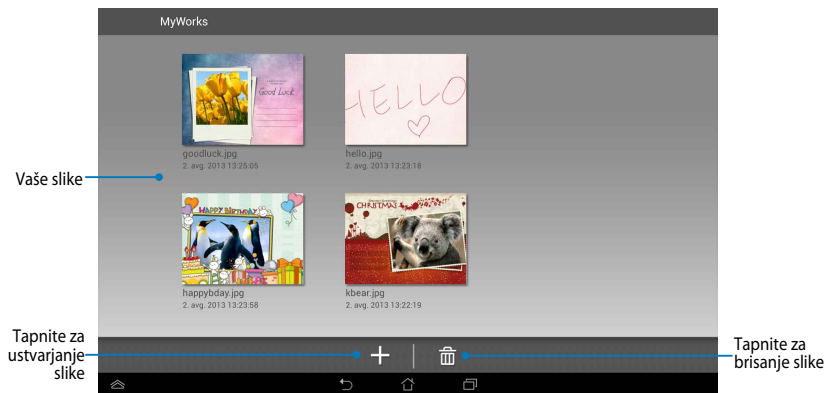 MyWorks
Good Luck
HELLO
goodluck.jpg
2. avg. 2013 13:25:05
hello.jpg
2. avg. 2013 13:23:18
Vaše slike
HAPPY BIRTHDAY
CHRISTMAS
happybday.jpg
2. avg. 2013 13:23:58
kbear.jpg
2. avg. 2013 13:22:19
Tapnite za
ustvarjanje
slike
Tapnite za
brisanje slike